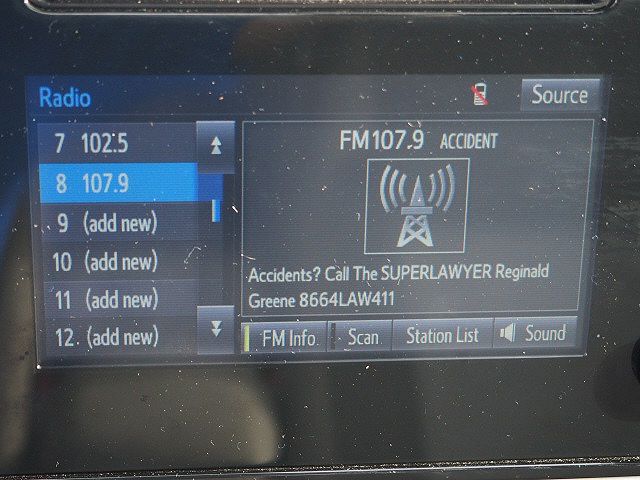 Radio
Source
7 102.5
8 107.9
9 (add new)
10 (add new)
11 (add new)
12 (add new)
FM107.9 ACCIDENT
Accidents? Call The SUPERLAWYER Reginald
Greene 8664LAW411
FM Info
Scan
Station List
Sound